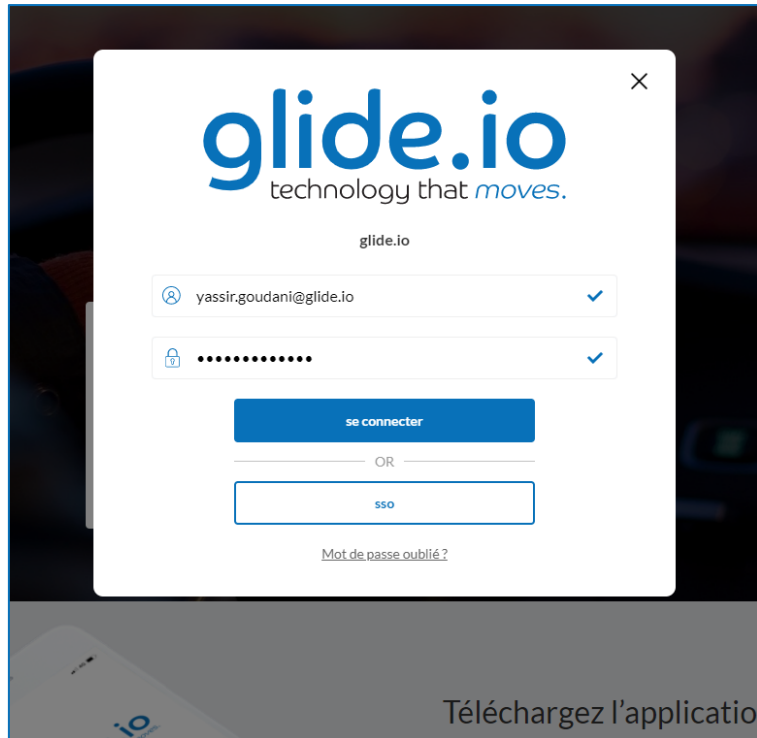 glide.io
technology that moves.
glide.io
yassir.goudani@glide.io
•••••••••••••
se connecter
OR
sso
Mot de passe oublié ?
Téléchargez l'applicatio
io